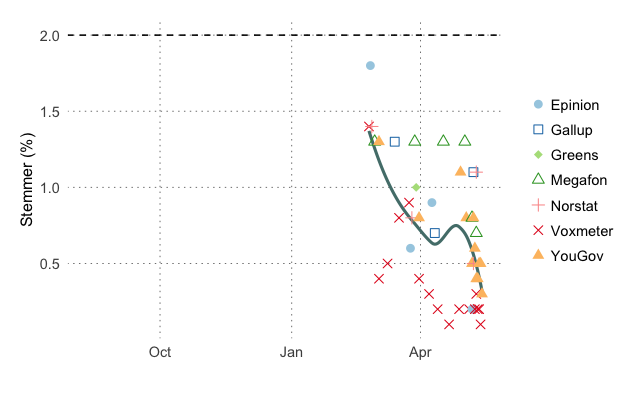 2.0
1.5
1.0
0.5
Stemmer (%)
Oct
Jan
Apr
Epinion
Gallup
Greens
Megafon
Norstat
Voxmeter
YouGov